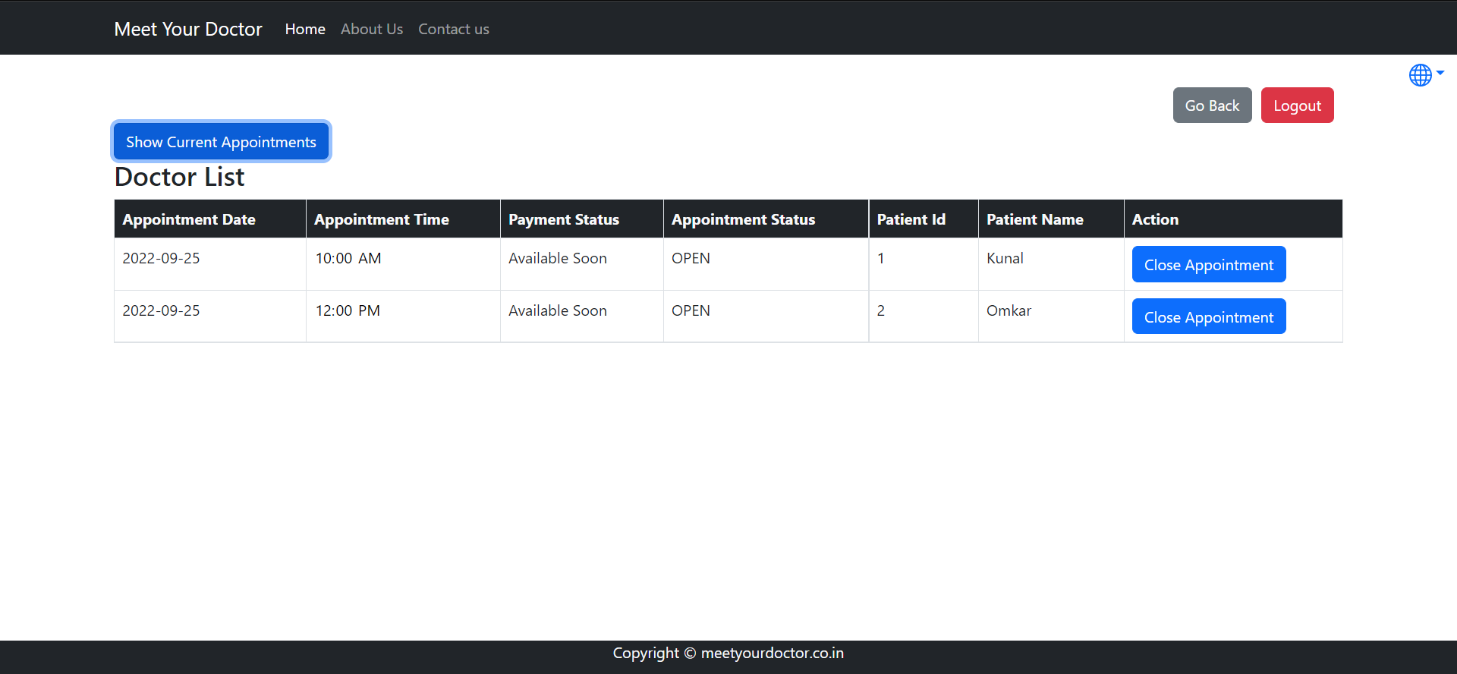 Meet Your Doctor Home About Us Contact us
Go Back Logout
Show Current Appointments
Doctor List
Appointment Date Appointment Time Payment Status Appointment Status Patient Id Patient Name Action
2022-09-25 10:00 AM Available Soon OPEN 1 Kunal Close Appointment
2022-09-25 12:00 PM Available Soon OPEN 2 Omkar Close Appointment
Copyright © meetyourdoctor.co.in